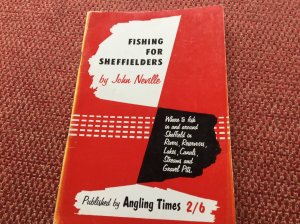 FISHING
FOR
SHEFFIELDERS
by John Neville
Where to fish
in and around
Sheffield in
Rivers, Reservoirs,
Lakes, Canals,
Streams and
Gravel Pits.
Published by Angling Times 2/6